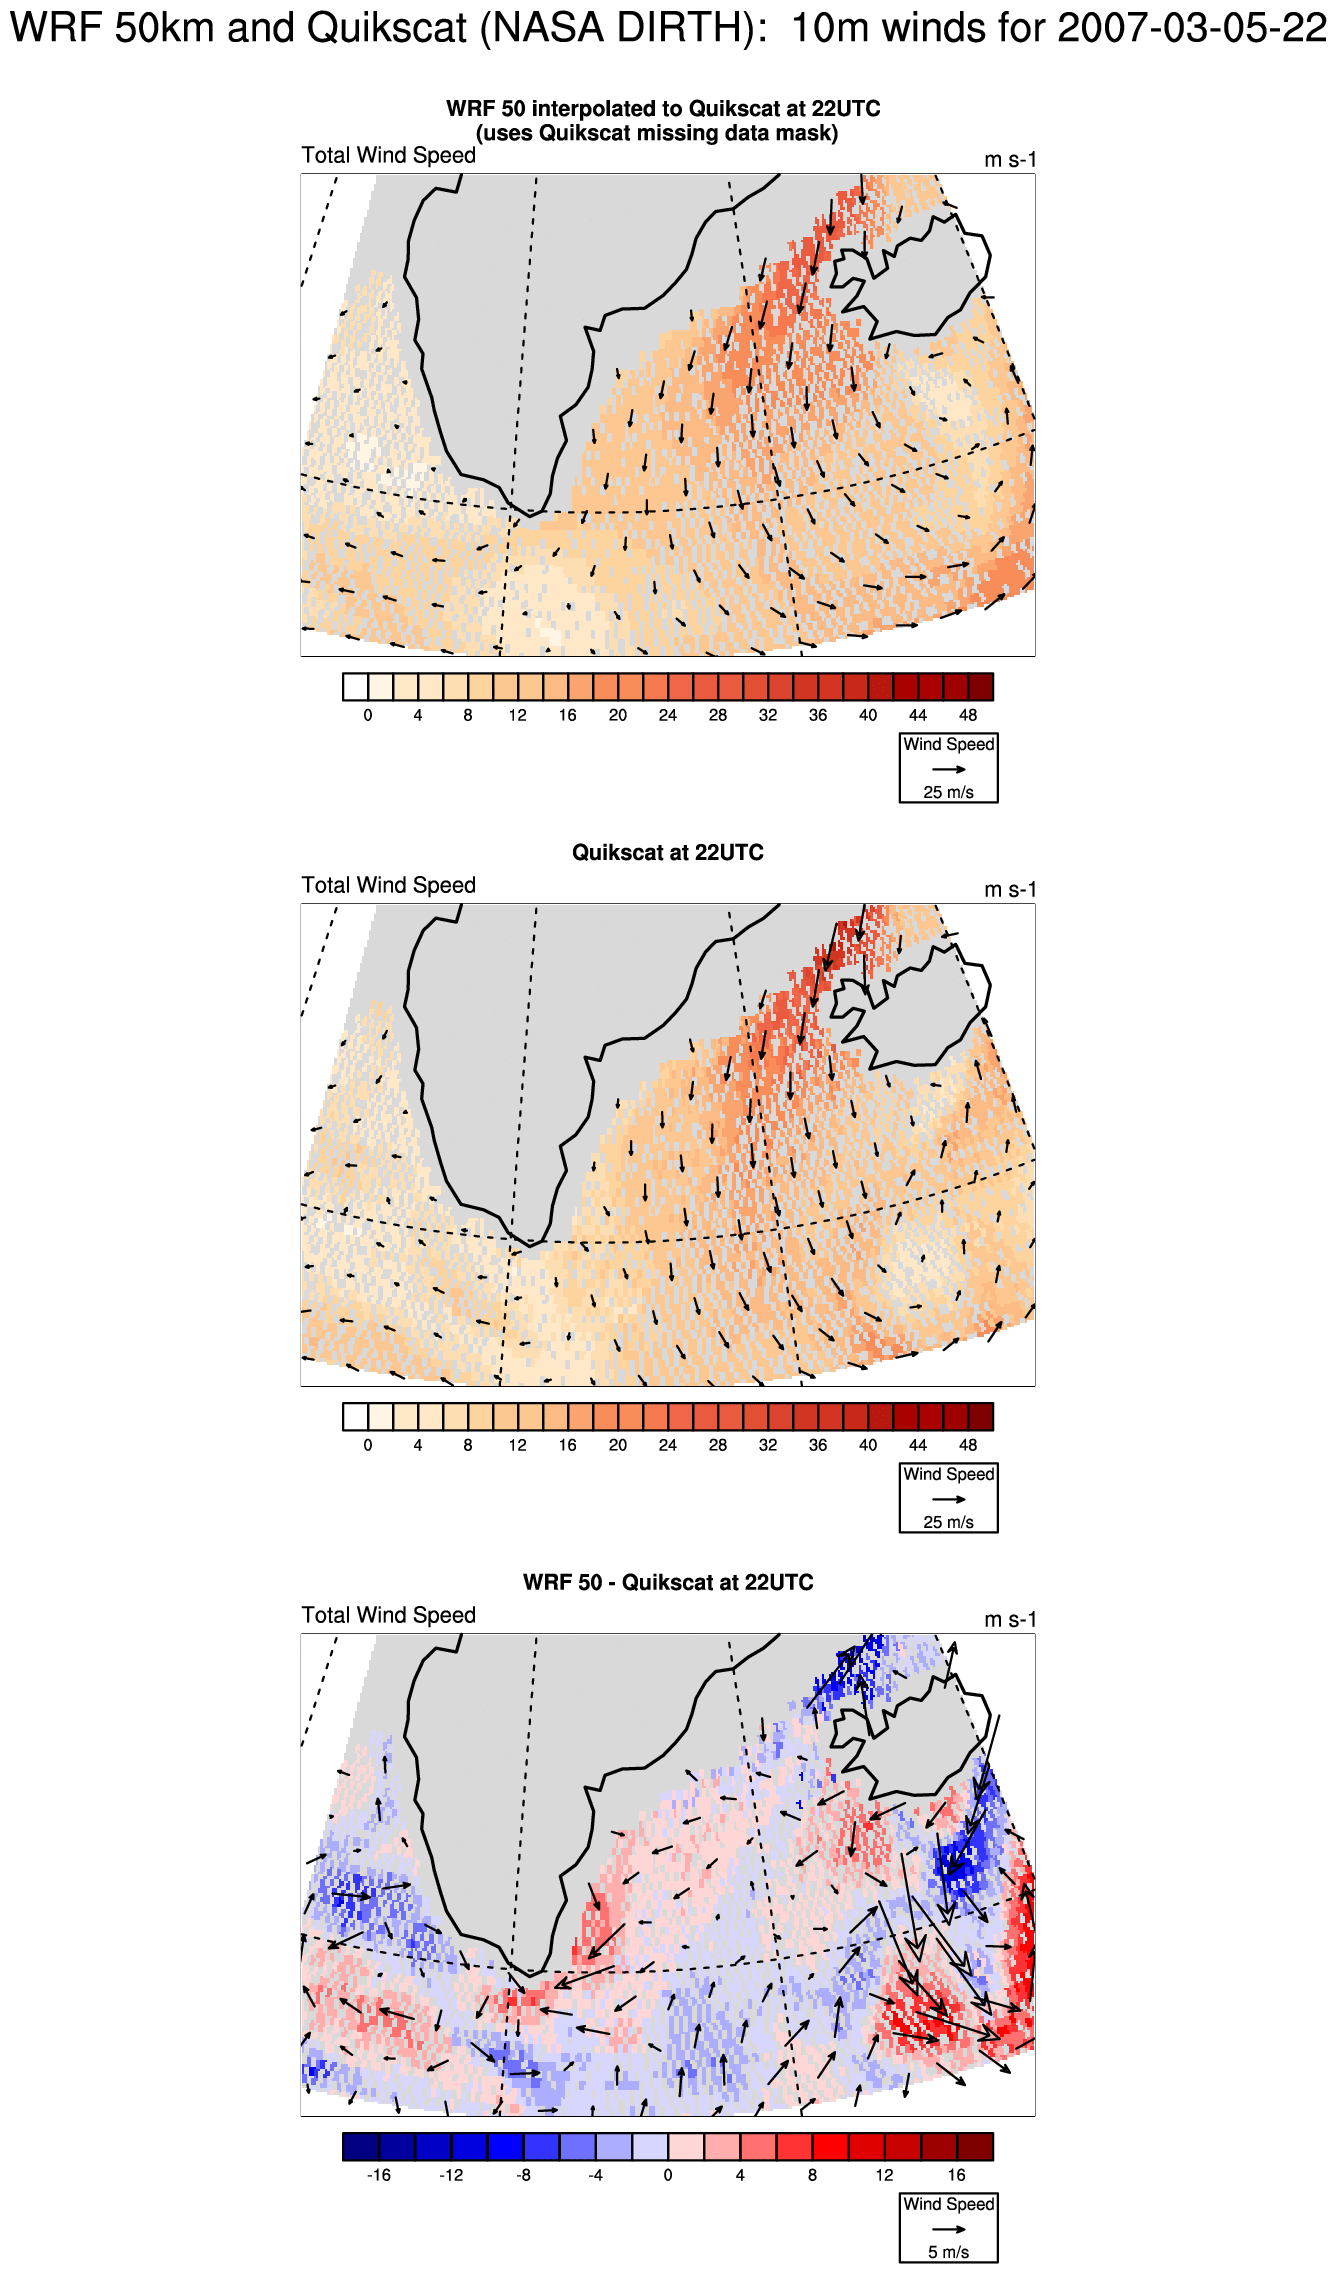 WRF 50km and Quikscat (NASA DIRTH): 10m winds for 2007-03-05-22
WRF 50 interpolated to Quikscat at 22UTC
(uses Quikscat missing data mask)
Total Wind Speed m s-1
0 4 8 12 16 20 24 28 32 36 40 44 48
Wind Speed
25 m/s
Quikscat at 22UTC
Total Wind Speed m s-1
0 4 8 12 16 20 24 28 32 36 40 44 48
Wind Speed
25 m/s
WRF 50 - Quikscat at 22UTC
Total Wind Speed m s-1
-16 -12 -8 -4 0 4 8 12 16
Wind Speed
5 m/s